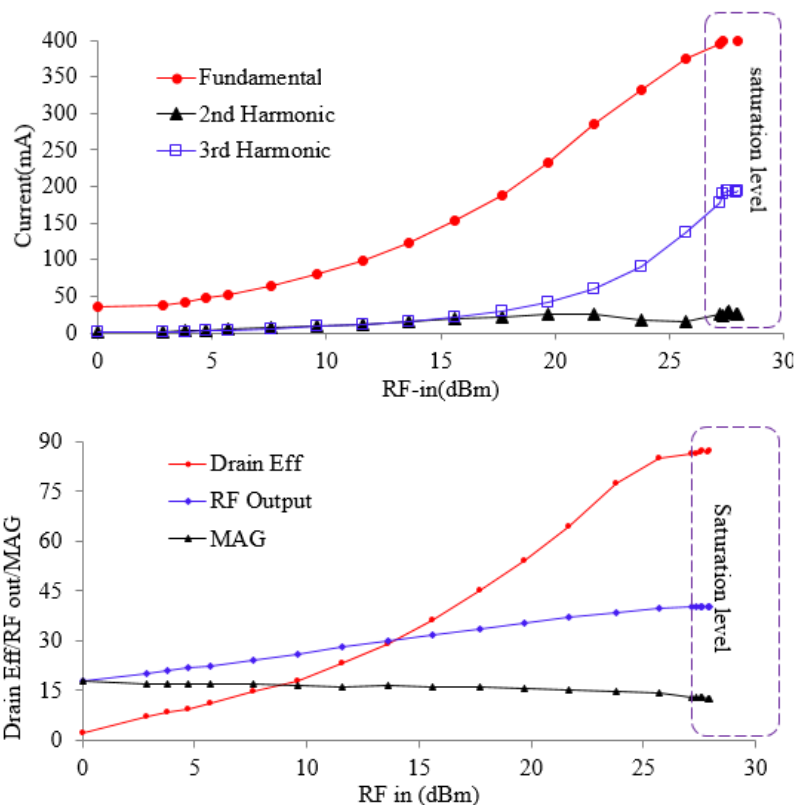 400
350
300
250
200
150
100
50
0
Current(mA)
Fundamental
2nd Harmonic
3rd Harmonic
saturation level
0
5
10
15
20
25
30
RF-in(dBm)
90
75
60
45
30
15
0
Drain Eff/RF out/MAG
Drain Eff
RF Output
MAG
Saturation level
0
5
10
15
20
25
30
RF in (dBm)